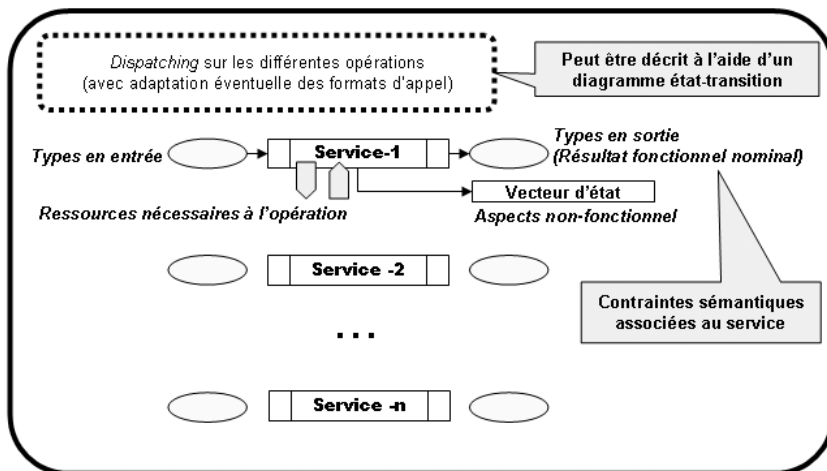 Dispatching sur les différentes opérations
(avec adaptation éventuelle des formats d'appel)
Peut être décrit à l'aide d'un
diagramme état-transition
Types en entrée
Service-1
Types en sortie
(Résultat fonctionnel nominal)
Vecteur d'état
Ressources nécessaires à l'opération
Aspects non-fonctionnel
Service -2
Contraintes sémantiques
associées au service
...
Service -n